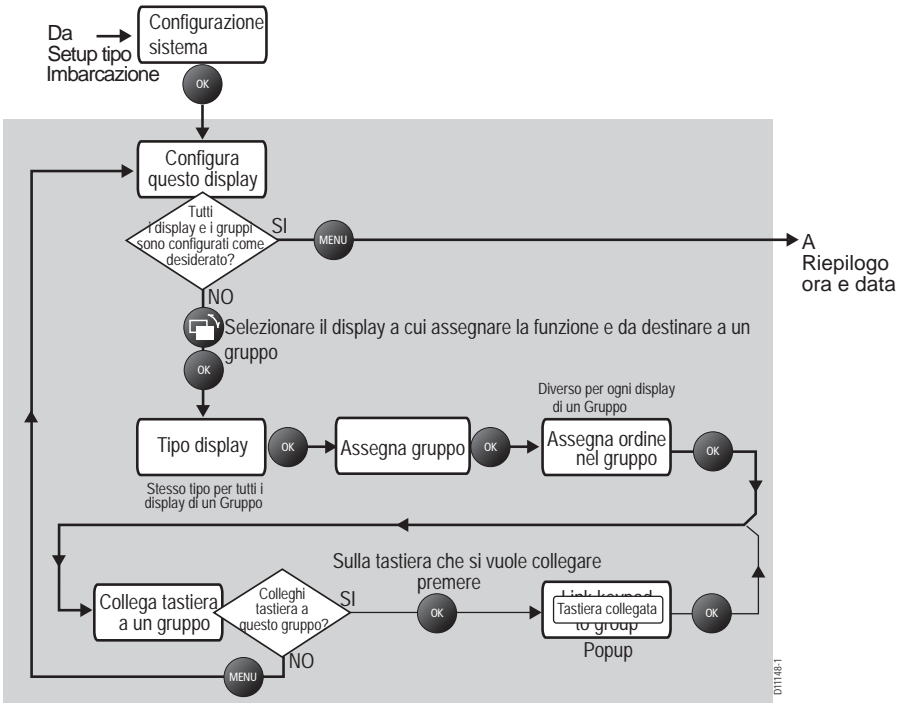 Da
Setup tipo
Imbarcazione
Configurazione
sistema
OK
Configura
questo display
Tutti
i display e i gruppi
sono configurati come
desiderato?
SI
MENU
A
Riepilogo
ora e data
NO
Selezionare il display a cui assegnare la funzione e da destinare a un
gruppo
OK
Tipo display
OK
Assegna gruppo
OK
Diverso per ogni display
di un Gruppo
Assegna ordine
nel gruppo
OK
Stesso tipo per tutti i
display di un Gruppo
Collega tastiera
a un gruppo
Colleghi
tastiera a
questo gruppo?
SI
Sulla tastiera che si vuole collegare
premere
OK
Link keypad
Tastiera collegata
to group
Popup
OK
NO
MENU
D11148-1